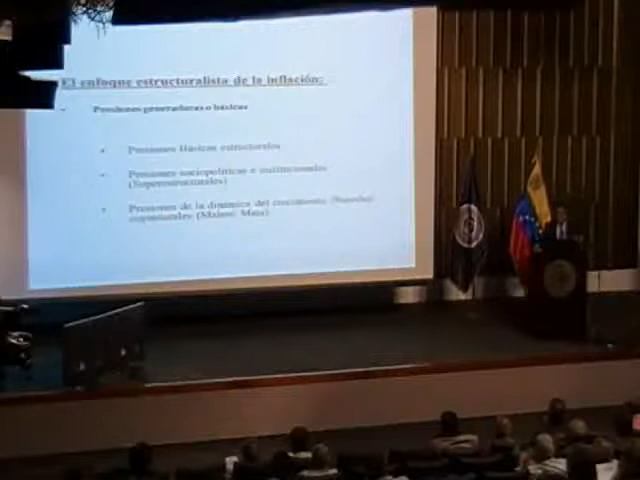 El enfoque estructuralista de la inflación:
Presiones generadoras o básicas
Presiones Básicas estructurales
Presiones sociopolíticas e institucionales
(Superestructurales)
Presiones de la dinámica del crecimiento